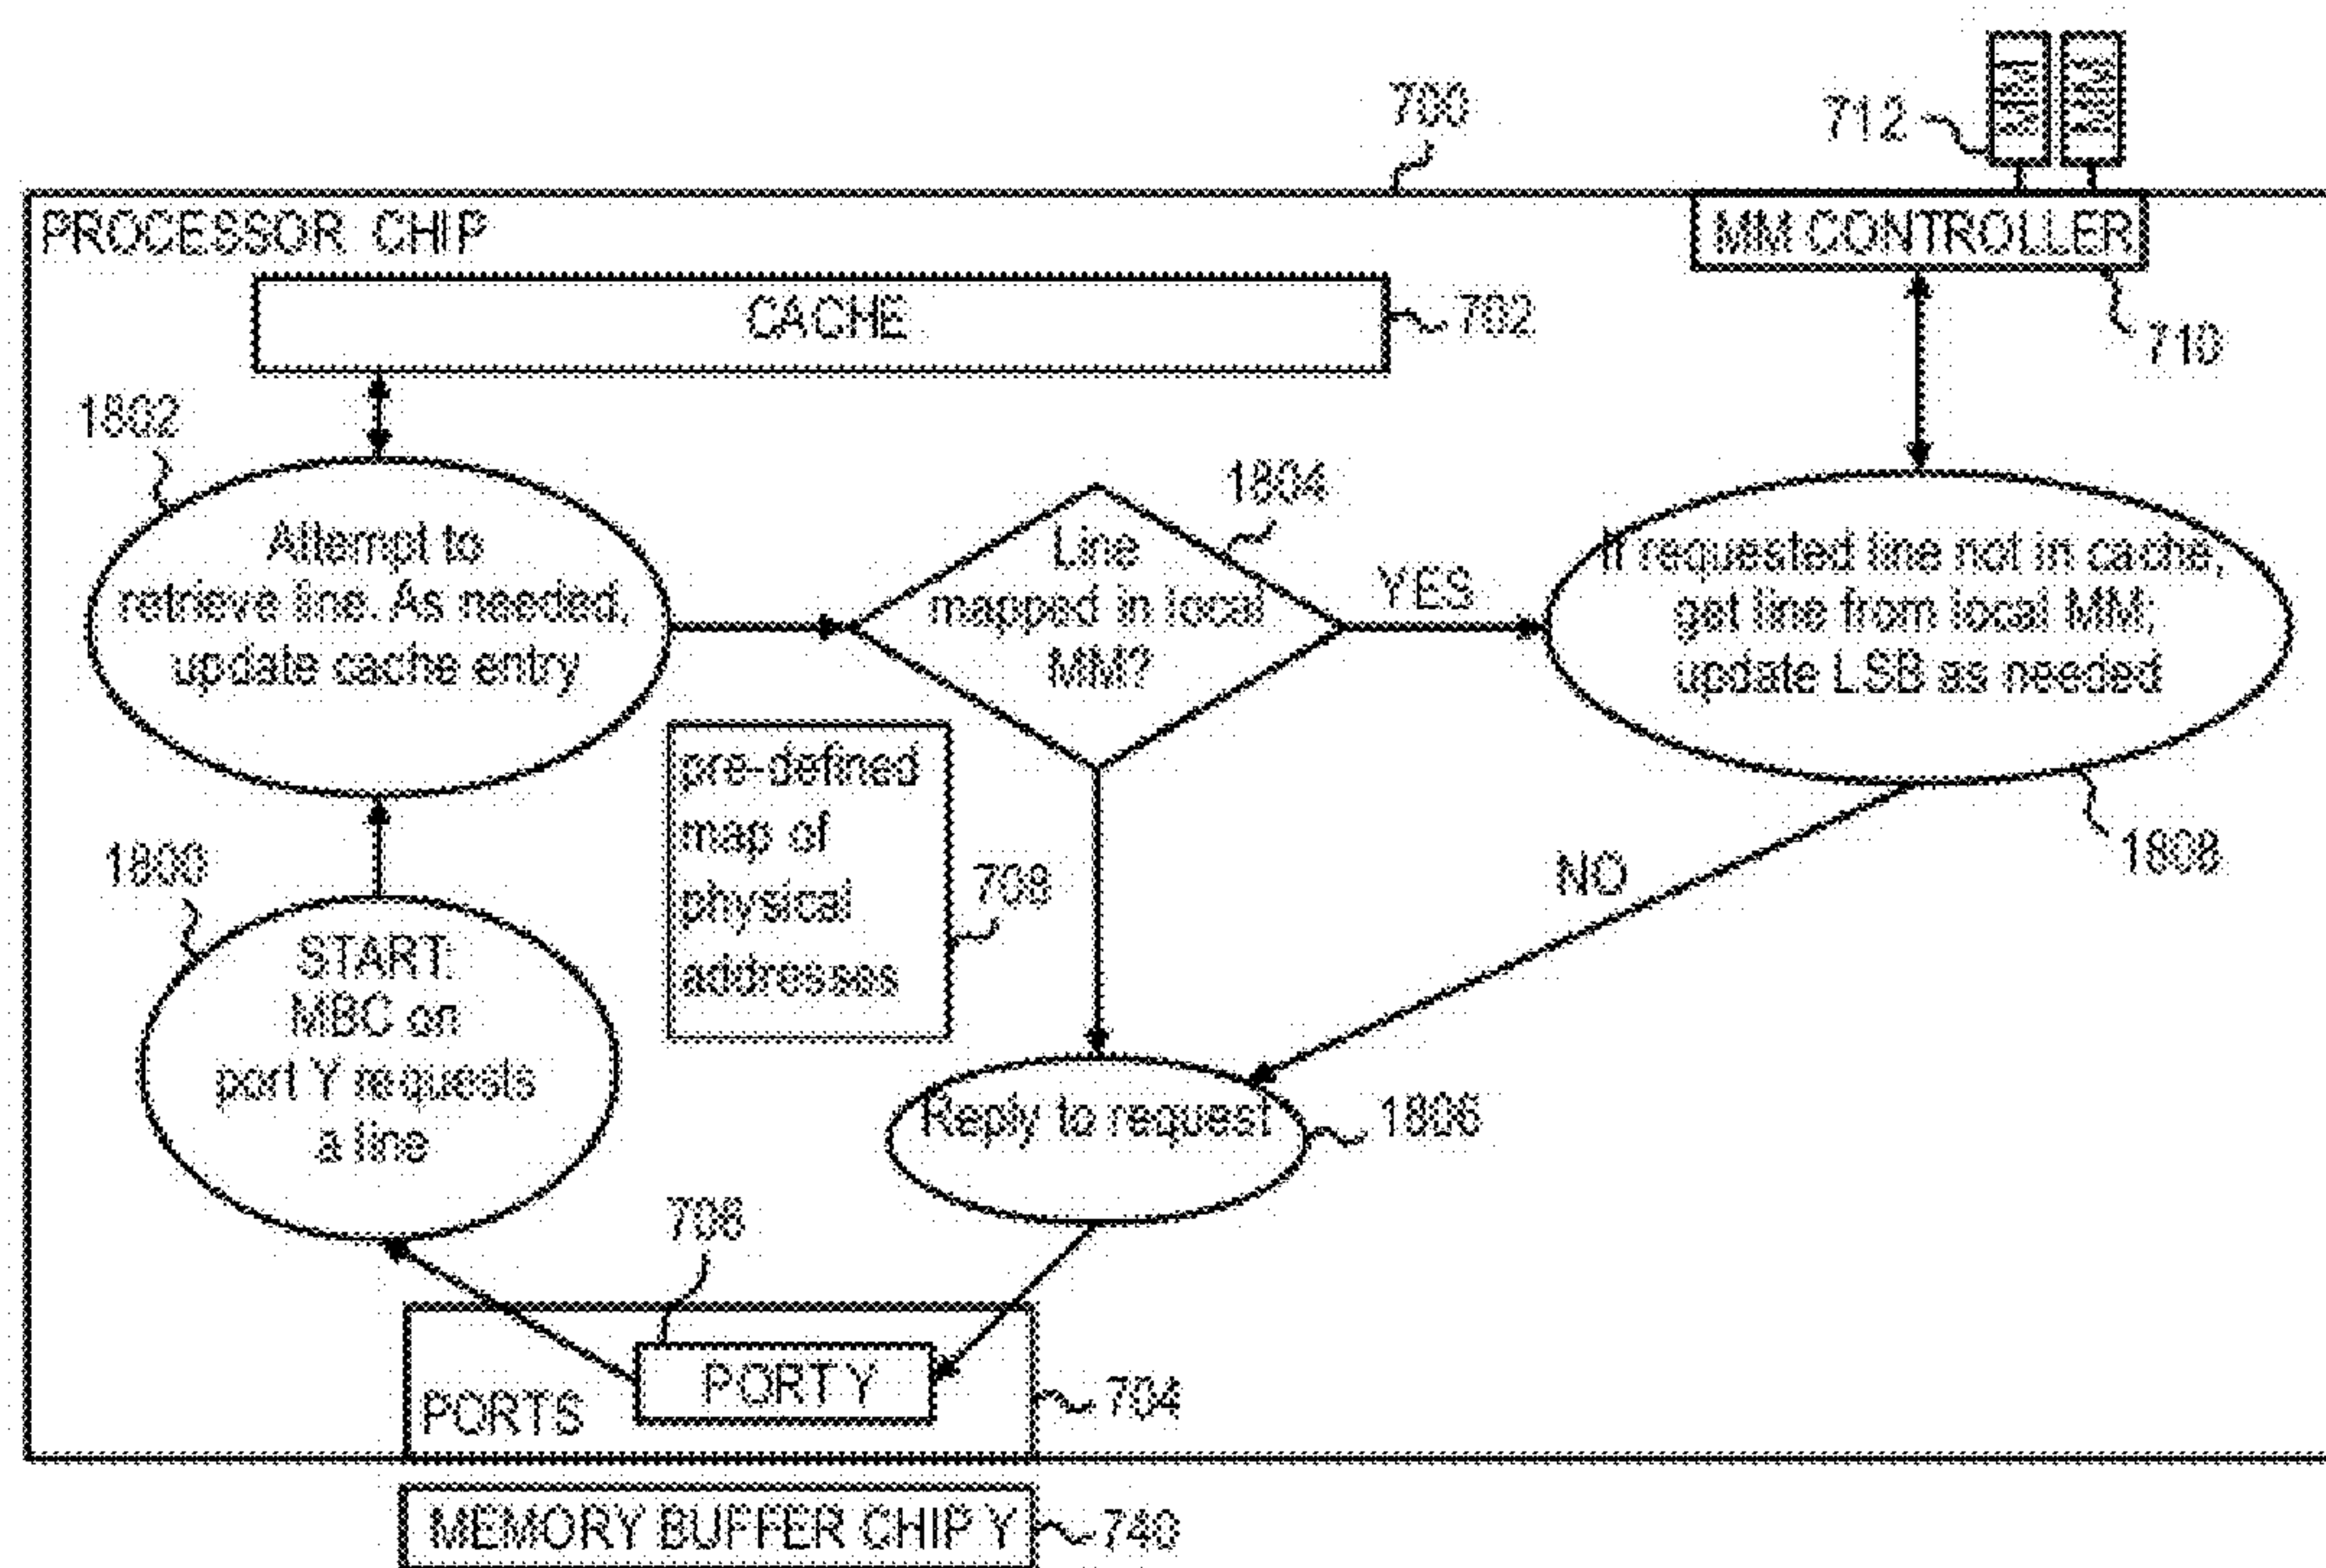 700
712
MM
MM
PROCESSOR CHIP
MM CONTROLLER
CACHE
702
710
1802
1804
Attempt to
retrieve line. As needed,
update cache entry
Line
mapped in local
MM?
YES
If requested line not in cache,
get line from local MM;
update LSB as needed
pre-defined
map of
physical
addresses
708
1808
NO
1800
START:
MBC on
port Y requests
a line
Reply to request
1806
706
PORTS
PORT Y
704
MEMORY BUFFER CHIP Y
740